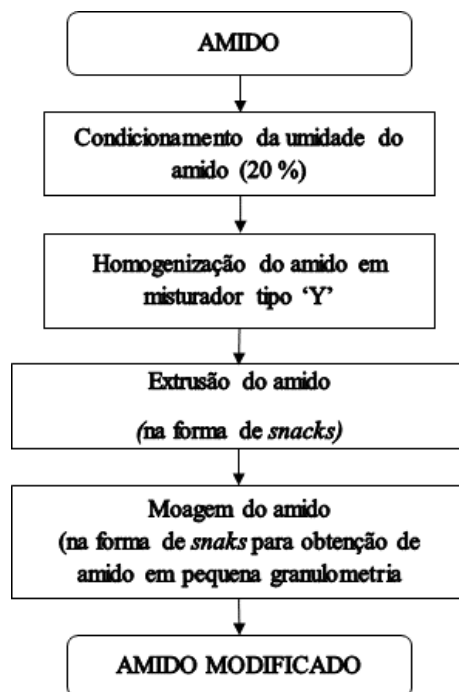 AMIDO
Condicionamento da umidade do
amido (20 %)
Homogenização do amido em
misturador tipo ‘Y’
Extrusão do amido
(na forma de snacks)
Moagem do amido
(na forma de snaks para obtenção de
amido em pequena granulometria
AMIDO MODIFICADO